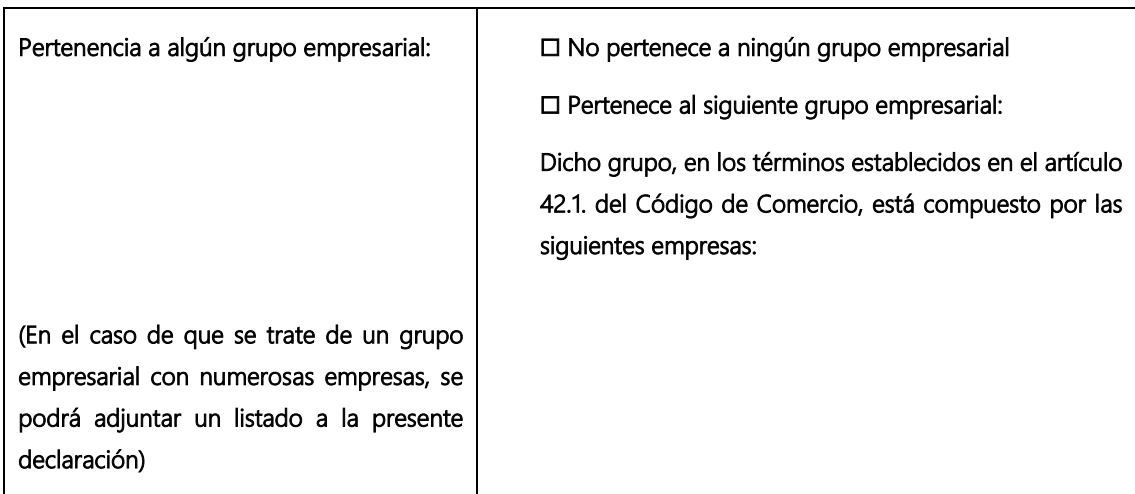 Pertenencia a algún grupo empresarial:
(En el caso de que se trate de un grupo
empresarial con numerosas empresas, se
podrá adjuntar un listado a la presente
declaración)
☐ No pertenece a ningún grupo empresarial
☐ Pertenece al siguiente grupo empresarial:
Dicho grupo, en los términos establecidos en el artículo
42.1. del Código de Comercio, está compuesto por las
siguientes empresas: